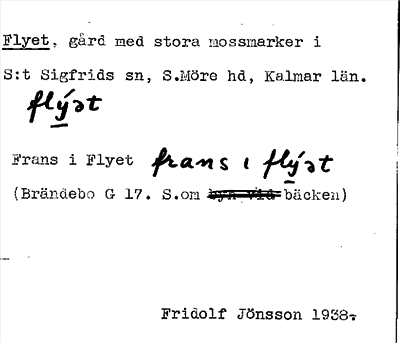 Flyet, gård med stora mossmarker i
S:t Sigfrids sn, S.Möre hd, Kalmar län.
flýət
Frans i Flyet frans ı flýət
(Brändebo G 17. S.om byn vid bäcken)
Fridolf Jönsson 1938.